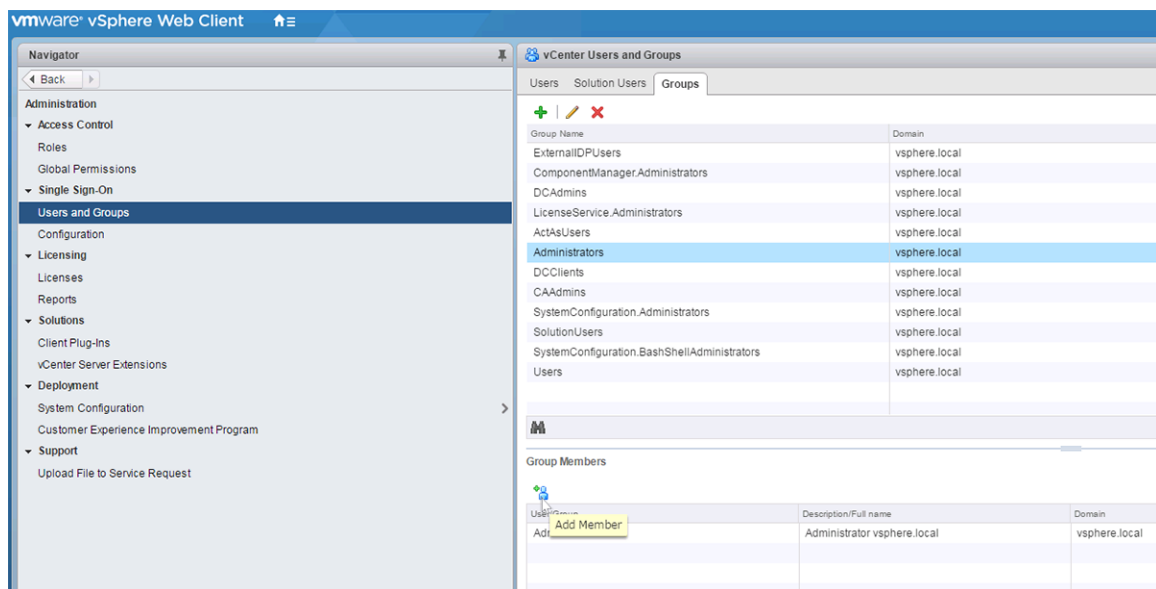 vmware® vSphere Web Client
Navigator
Back
Administration
Access Control
Roles
Global Permissions
Single Sign-On
Users and Groups
Configuration
Licensing
Licenses
Reports
Solutions
Client Plug-Ins
vCenter Server Extensions
Deployment
System Configuration
Customer Experience Improvement Program
Support
Upload File to Service Request
vCenter Users and Groups
Users Solution Users Groups
Group Name Domain
ExternalIDPUsers vsphere.local
ComponentManager.Administrators vsphere.local
DCAdmins vsphere.local
LicenseService.Administrators vsphere.local
ActAsUsers vsphere.local
Administrators vsphere.local
DCClients vsphere.local
CAAdmins vsphere.local
SystemConfiguration.Administrators vsphere.local
SolutionUsers vsphere.local
SystemConfiguration.BashShellAdministrators vsphere.local
Users vsphere.local
Group Members
Description/Full name Domain
Add Member
Administrator vsphere.local vsphere.local